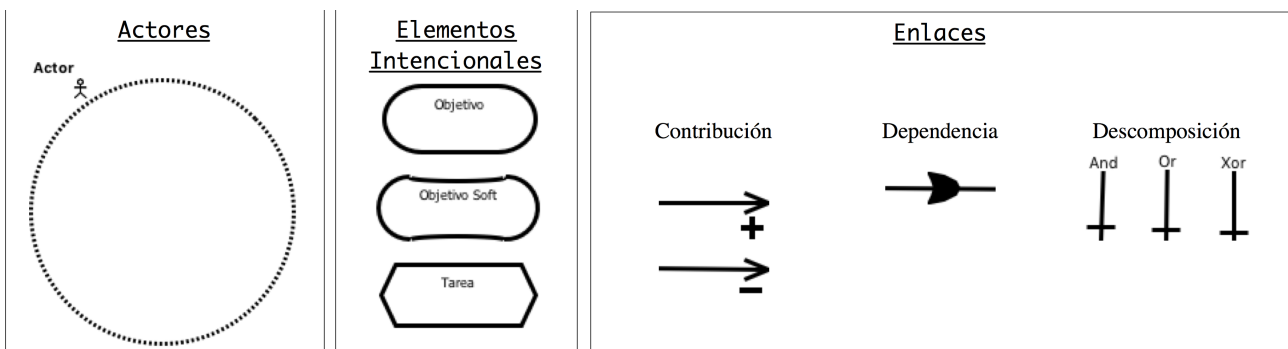 Actores
Actor
Elementos
Intencionales
Objetivo
Objetivo Soft
Tarea
Enlaces
Contribución
+
−
Dependencia
Descomposición
And Or Xor